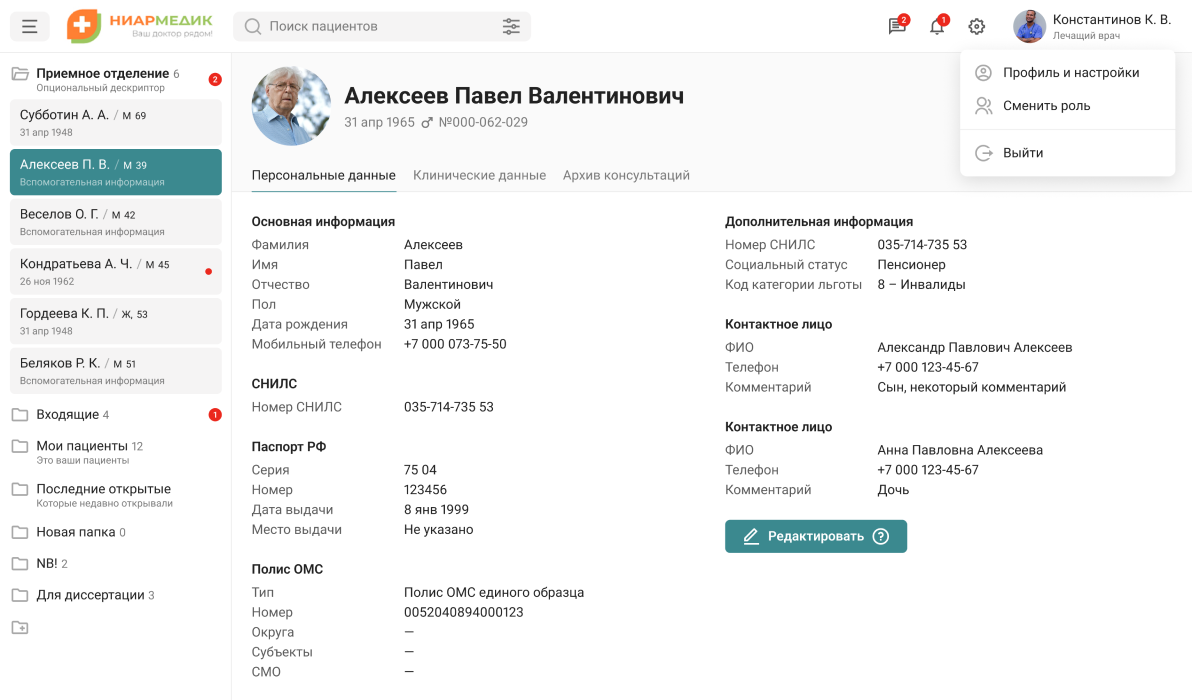 НИАРМЕДИК
Ваш доктор рядом!
Поиск пациентов
2
1
Константинов К. В.
Лечащий врач
Профиль и настройки
Сменить роль
Выйти
Приемное отделение 6
Опциональный дескриптор
2
Субботин А. А. / М 69
31 апр 1948
Алексеев П. В. / М 39
Вспомогательная информация
Веселов О. Г. / М 42
Вспомогательная информация
Кондратьева А. Ч. / М 45
26 ноя 1962
Гордеева К. П. / Ж, 53
31 апр 1948
Беляков Р. К. / М 51
Вспомогательная информация
Входящие 4
1
Мои пациенты 12
Это ваши пациенты
Последние открытые
Которые недавно открывали
Новая папка 0
NB! 2
Для диссертации 3
Алексеев Павел Валентинович
31 апр 1965 ♂ №000-062-029
Персональные данные Клинические данные Архив консультаций
Основная информация
Фамилия Алексеев
Имя Павел
Отчество Валентинович
Пол Мужской
Дата рождения 31 апр 1965
Мобильный телефон +7 000 073-75-50
СНИЛС
Номер СНИЛС 035-714-735 53
Паспорт РФ
Серия 75 04
Номер 123456
Дата выдачи 8 янв 1999
Место выдачи Не указано
Полис ОМС
Тип Полис ОМС единого образца
Номер 0052040894000123
Округа —
Субъекты —
СМО —
Дополнительная информация
Номер СНИЛС 035-714-735 53
Социальный статус Пенсионер
Код категории льготы 8 – Инвалиды
Контактное лицо
ФИО Александр Павлович Алексеев
Телефон +7 000 123-45-67
Комментарий Сын, некоторый комментарий
Контактное лицо
ФИО Анна Павловна Алексеева
Телефон +7 000 123-45-67
Комментарий Дочь
Редактировать ?